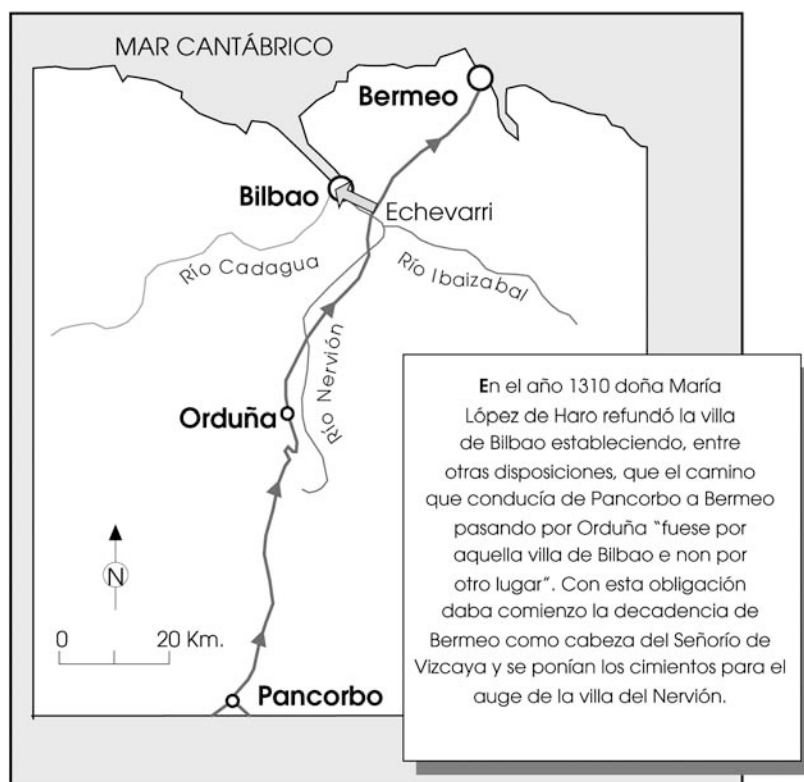 MAR CANTÁBRICO
Bermeo
Bilbao
Echevarri
Río Cadagua
Río Ibaizabal
Río Nervión
Orduña
N
0 20 Km.
Pancorbo
En el año 1310 doña María
López de Haro refundó la villa
de Bilbao estableciendo, entre
otras disposiciones, que el camino
que conducía de Pancorbo a Bermeo
pasando por Orduña "fuese por
aquella villa de Bilbao e non por
otro lugar". Con esta obligación
daba comienzo la decadencia de
Bermeo como cabeza del Señorío de
Vizcaya y se ponían los cimientos para el
auge de la villa del Nervión.